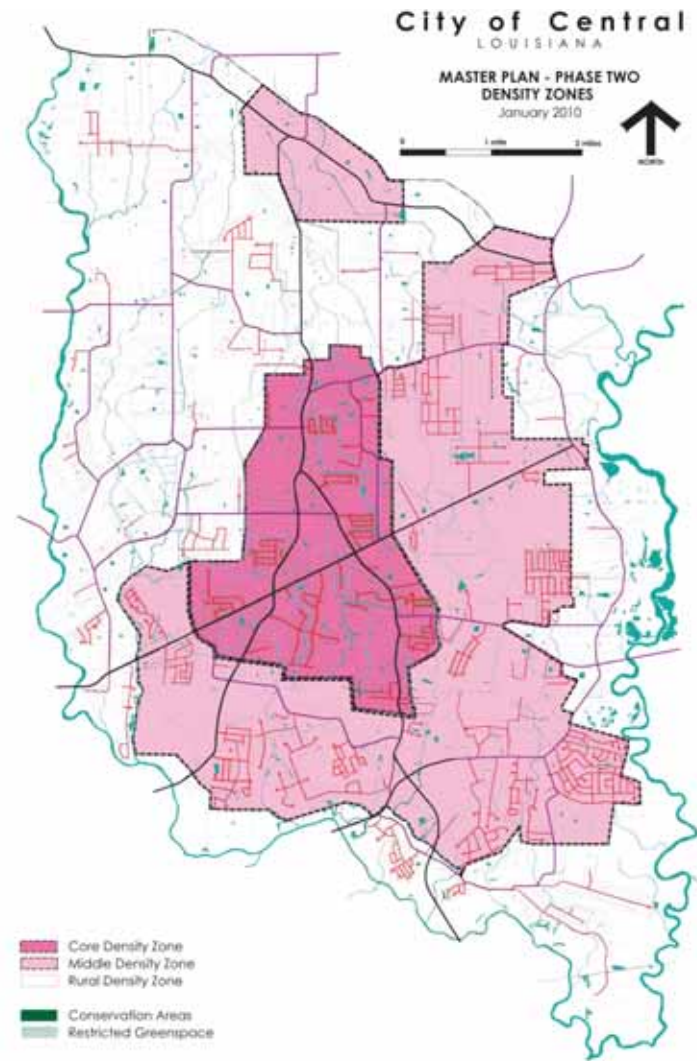 City of Central
LOUISIANA
MASTER PLAN - PHASE TWO
DENSITY ZONES
January 2010
0 1 mile 2 miles
NORTH
Core Density Zone
Middle Density Zone
Rural Density Zone
Conservation Areas
Restricted Greenspace